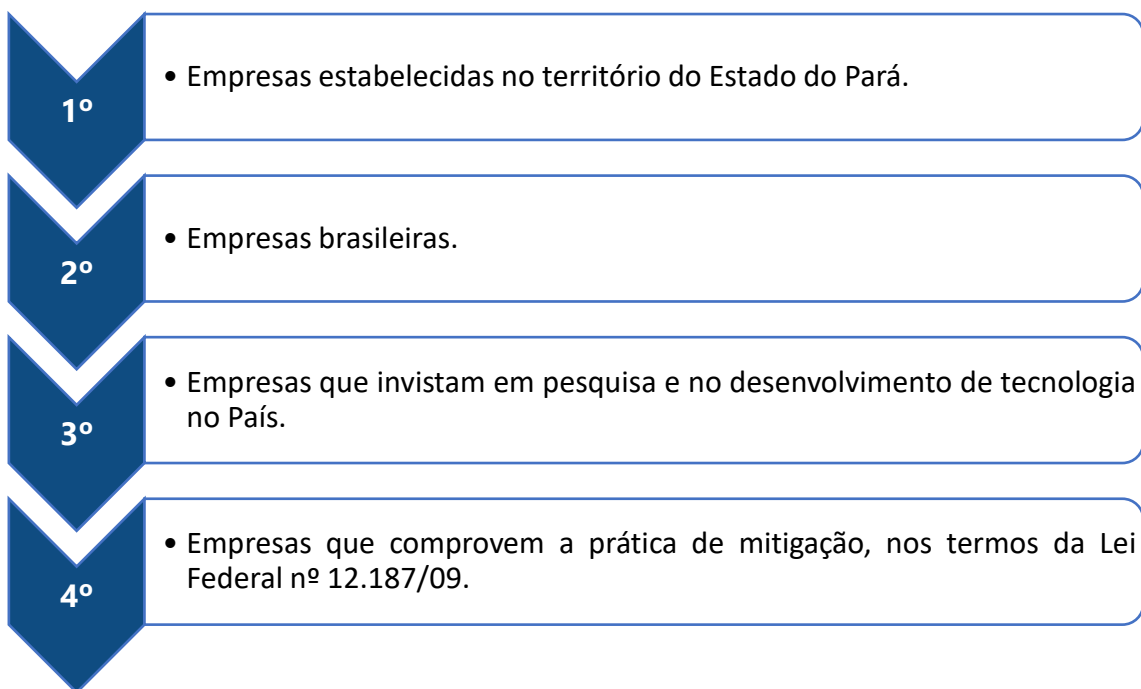 1º
• Empresas estabelecidas no território do Estado do Pará.
2º
• Empresas brasileiras.
3º
• Empresas que invistam em pesquisa e no desenvolvimento de tecnologia
no País.
4º
• Empresas que comprovem a prática de mitigação, nos termos da Lei
Federal nº 12.187/09.